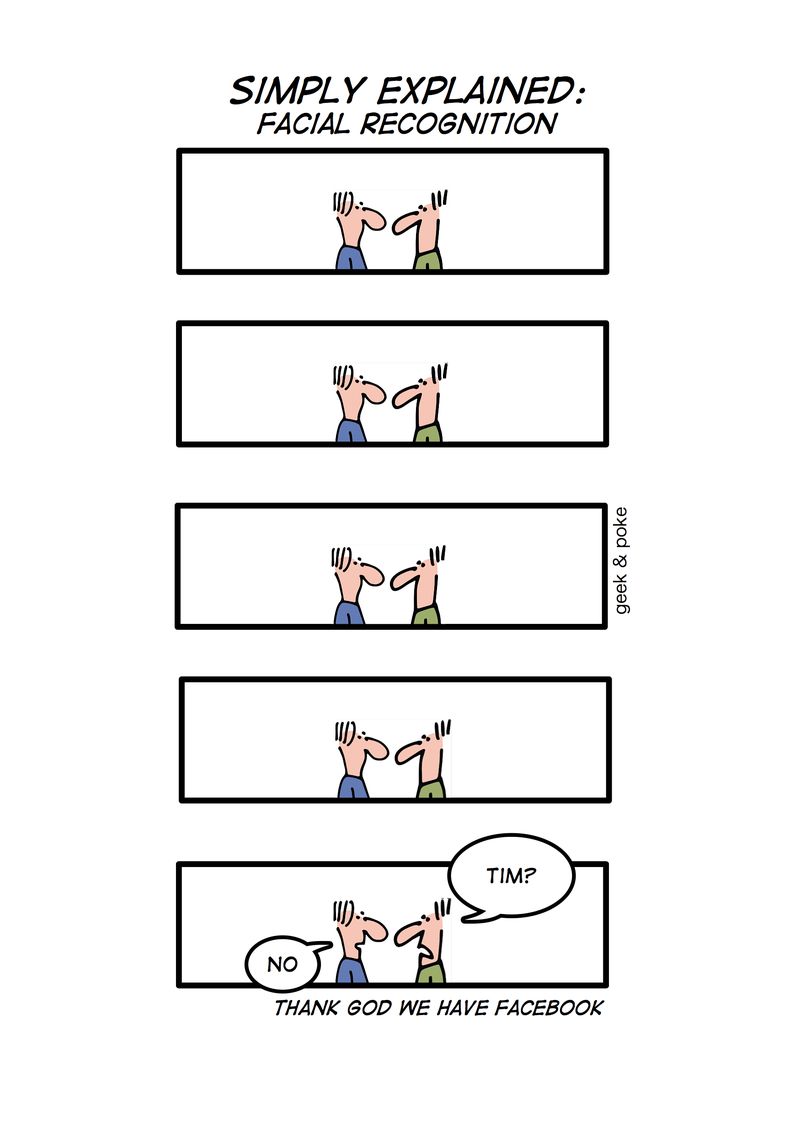 SIMPLY EXPLAINED:
FACIAL RECOGNITION
geek & poke
TIM?
NO
THANK GOD WE HAVE FACEBOOK